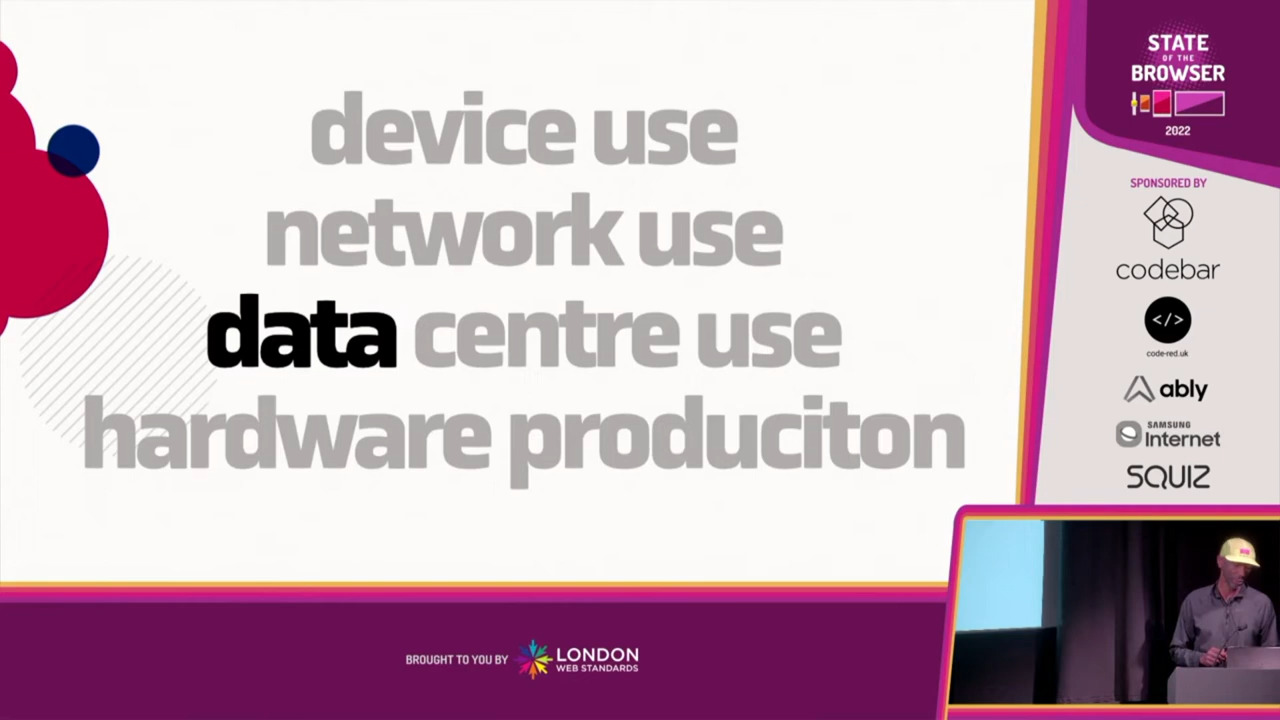 device use
network use
data centre use
hardware produciton
STATE
OF THE
BROWSER
2022
SPONSORED BY
codebar
</>
code-red.uk
ably
SAMSUNG
Internet
SQUIZ
BROUGHT TO YOU BY
LONDON
WEB STANDARDS